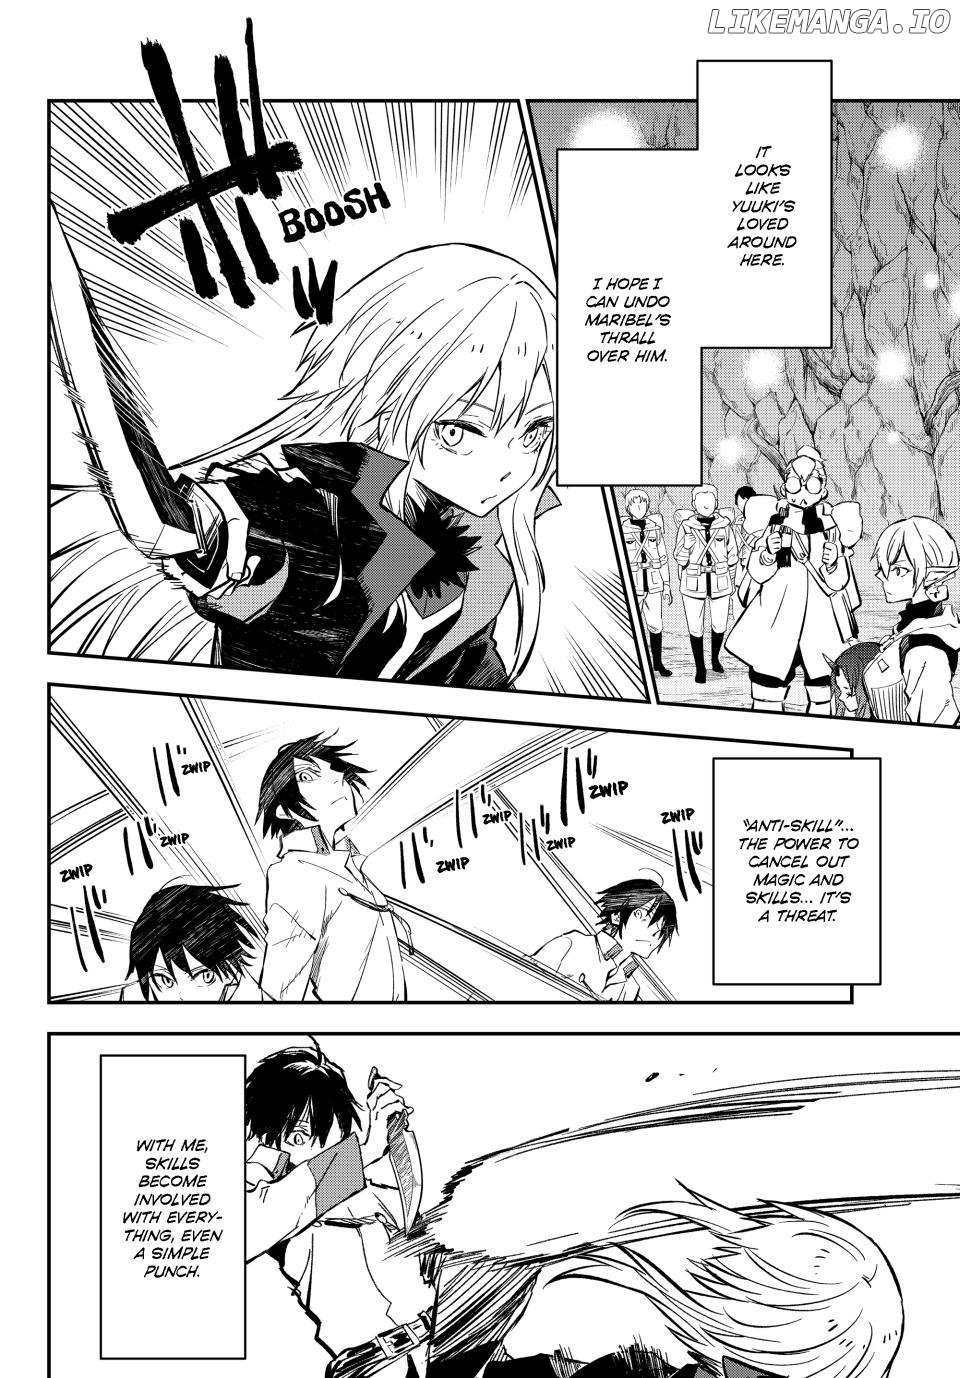 LIKEMANGA.IO
IT
LOOKS
LIKE
YUUKI'S
LOVED
AROUND
HERE.
I HOPE I
CAN UNDO
MARIBEL'S
THRALL
OVER HIM.
BOOSH
"ANTI-SKILL"...
THE POWER TO
CANCEL OUT
MAGIC AND
SKILLS... IT'S
A THREAT.
ZWIP
ZWIP
ZWIP
ZWIP
ZWIP
ZWIP
ZWIP
ZWIP
WITH ME,
SKILLS
BECOME
INVOLVED
WITH EVERY-
THING, EVEN
A SIMPLE
PUNCH.